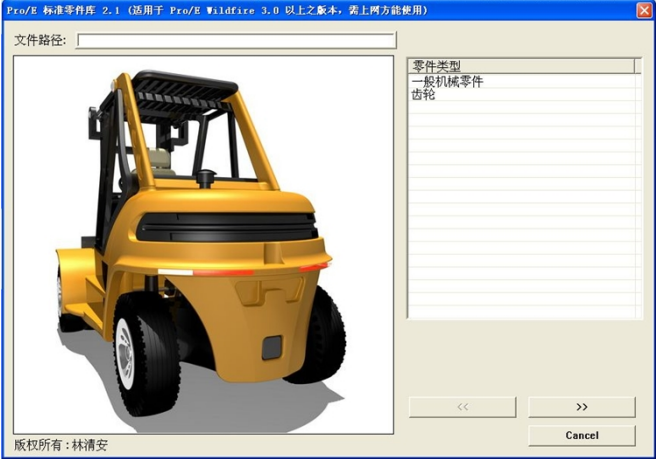 Pro/E 标准零件库 2.1 (适用于 Pro/E Wildfire 3.0 以上之版本，需上网方能使用)
文件路径:
零件类型
一般机械零件
齿轮
<< >>
Cancel
版权所有:林清安